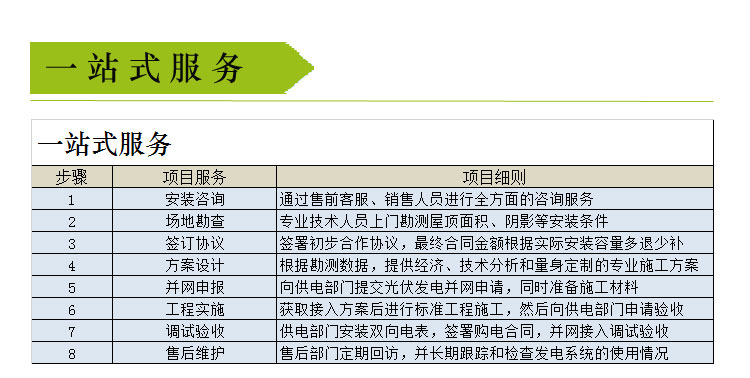 一站式服务
一站式服务
步骤 项目服务 项目细则
1 安装咨询 通过售前客服、销售人员进行全方面的咨询服务
2 场地勘查 专业技术人员上门勘测屋顶面积、阴影等安装条件
3 签订协议 签署初步合作协议，最终合同金额根据实际安装容量多退少补
4 方案设计 根据勘测数据，提供经济、技术分析和量身定制的专业施工方案
5 并网申报 向供电部门提交光伏发电并网申请，同时准备施工材料
6 工程实施 获取接入方案后进行标准工程施工，然后向供电部门申请验收
7 调试验收 供电部门安装双向电表，签署购电合同，并网接入调试验收
8 售后维护 售后部门定期回访，并长期跟踪和检查发电系统的使用情况